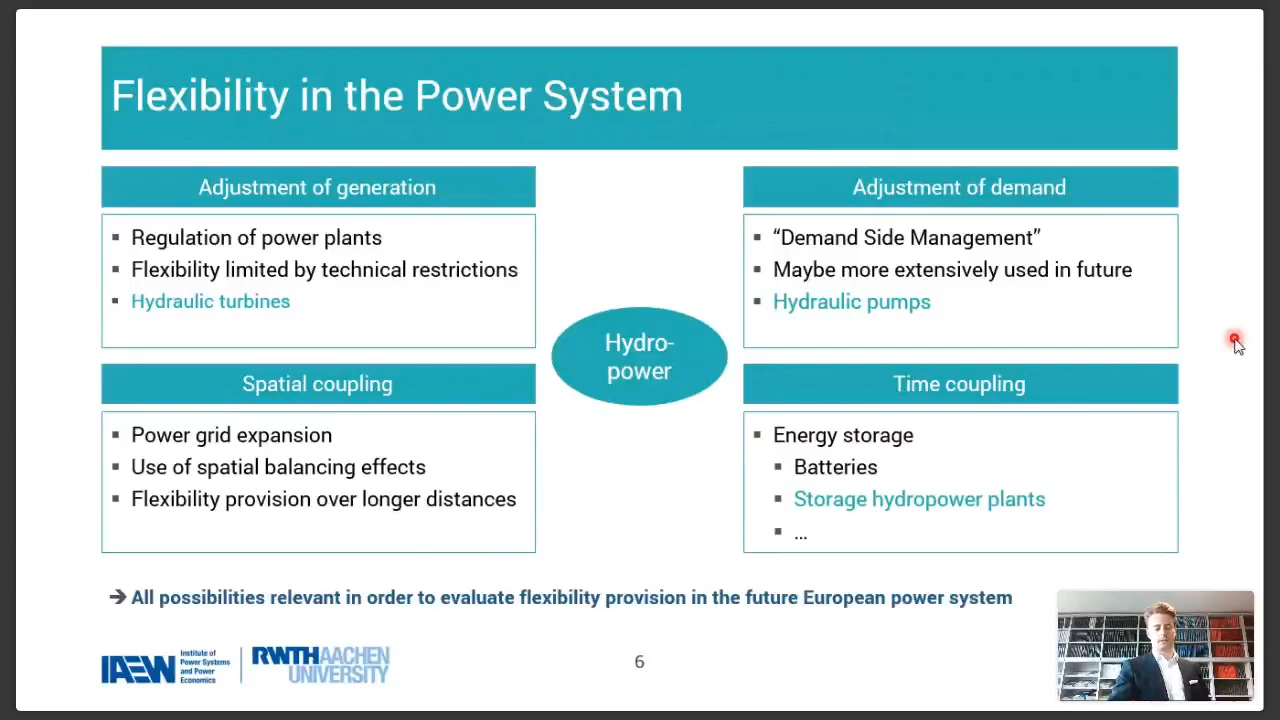 Flexibility in the Power System
Adjustment of generation
Regulation of power plants
Flexibility limited by technical restrictions
Hydraulic turbines
Adjustment of demand
“Demand Side Management”
Maybe more extensively used in future
Hydraulic pumps
Hydro-
power
Spatial coupling
Power grid expansion
Use of spatial balancing effects
Flexibility provision over longer distances
Time coupling
Energy storage
Batteries
Storage hydropower plants
...
→ All possibilities relevant in order to evaluate flexibility provision in the future European power system
IAEW
Institute of
Power Systems
and Power
Economics
RWTHAACHEN
UNIVERSITY
6